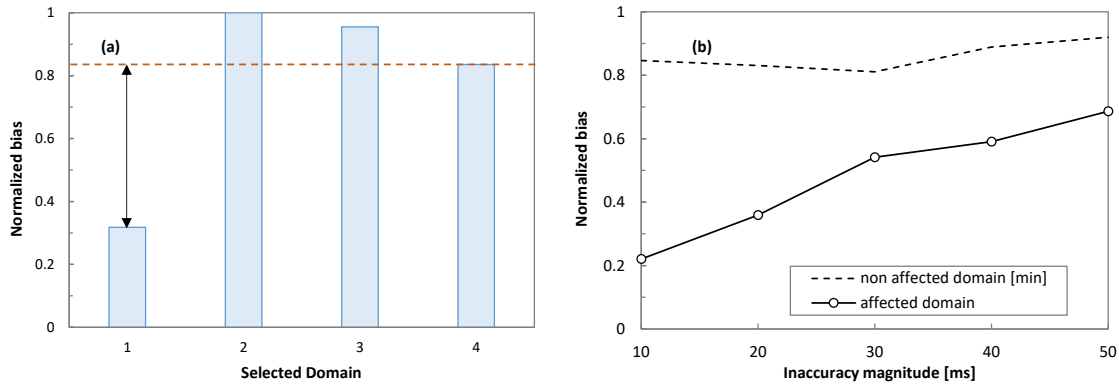 1
(a)
0.8
0.6
0.4
0.2
0
1
2
3
4
Normalized bias
Selected Domain
1
(b)
0.8
0.6
0.4
0.2
0
non affected domain [min]
affected domain
10
20
30
40
50
Normalized bias
Inaccuracy magnitude [ms]